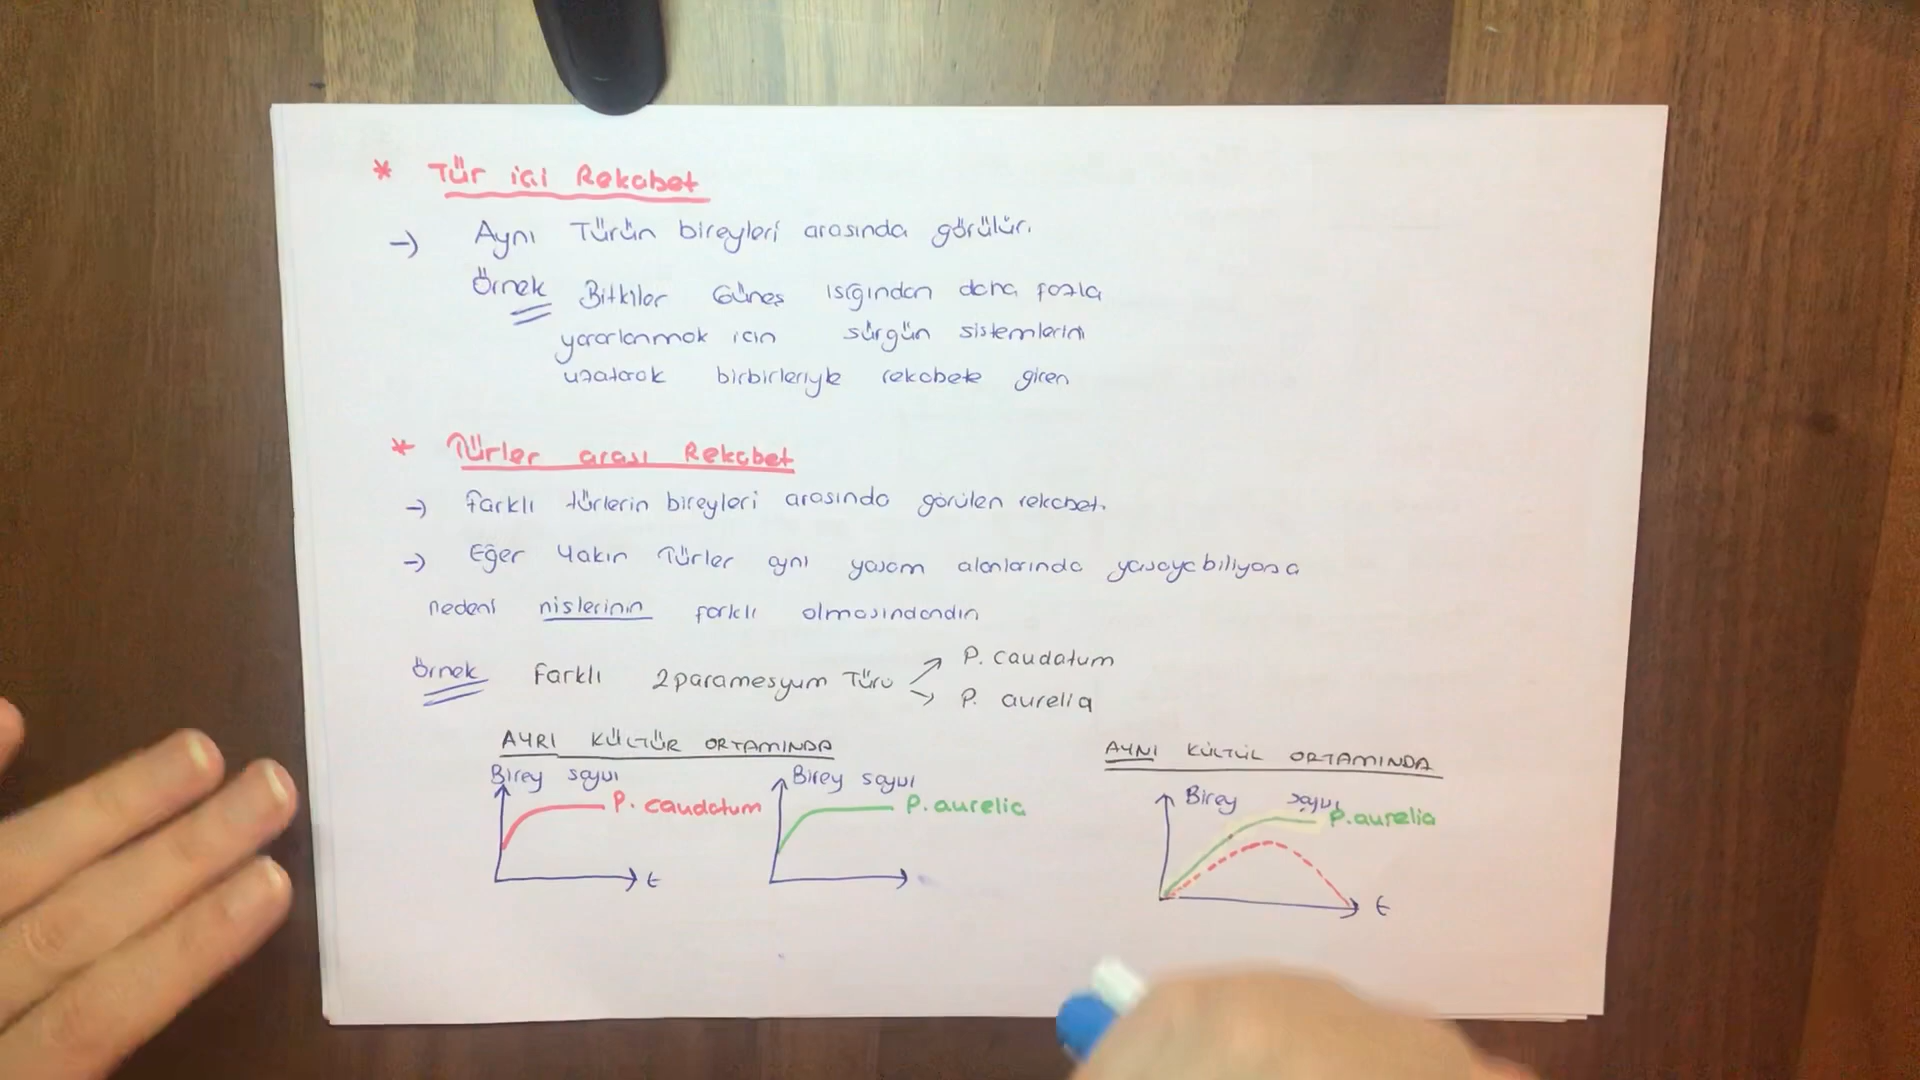 * Tür içi Rekabet
→ Aynı Türün bireyleri arasında görülür.
Örnek Bitkiler Güneş ışığından daha fazla
yararlanmak için sürgün sistemlerini
uzatarak birbirleriyle rekabete giren
* Türler arası Rekabet
→ Farklı türlerin bireyleri arasında görülen rekabet.
→ Eğer Yakın Türler aynı yaşam alanlarında yaşayabiliyorsa
nedeni nişlerinin farklı olmasındandır
Örnek Farklı 2 paramesyum Türü → P. caudatum
→ P. aurelia
AYRI KÜLTÜR ORTAMINDA
AYNI KÜLTÜL ORTAMINDA
Birey sayısı
P. caudatum
t
Birey sayısı
P. aurelia
Birey sayısı
P. aurelia
t